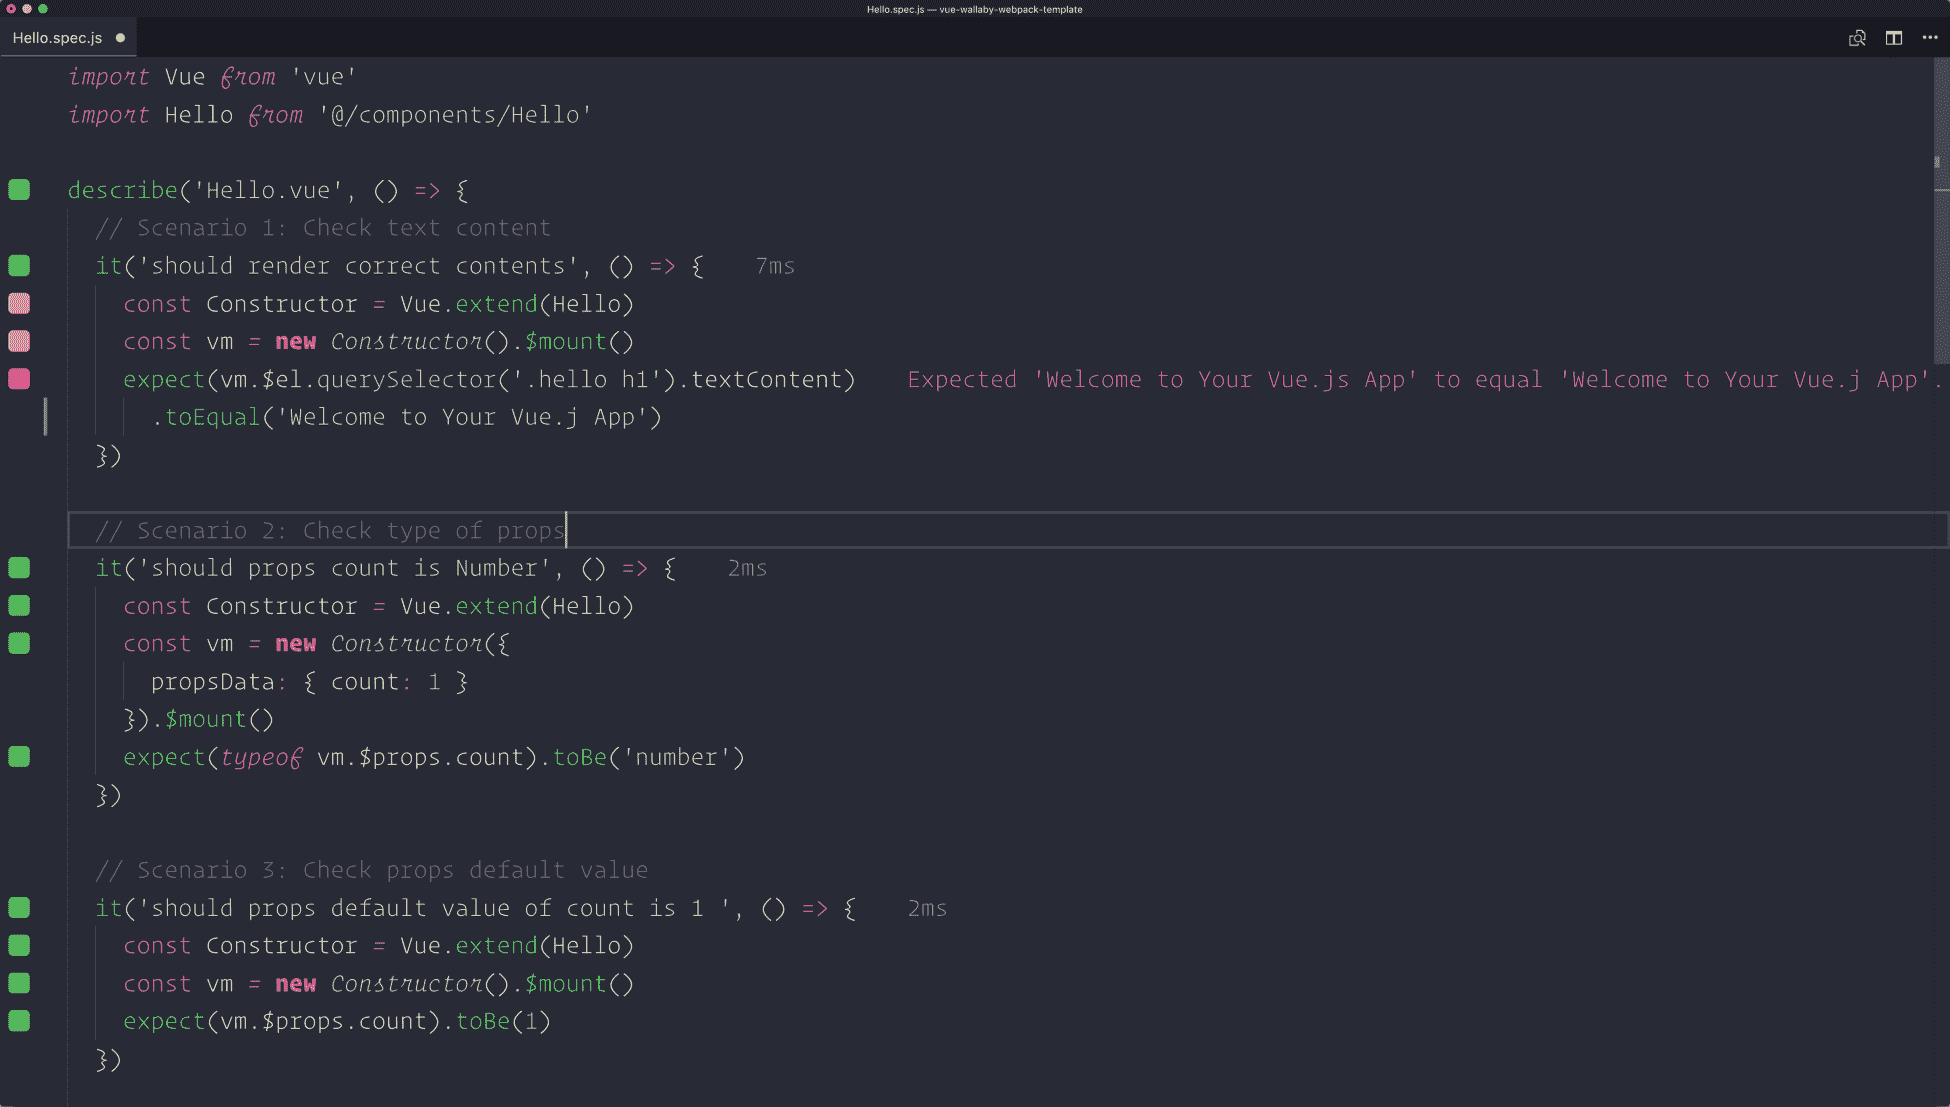 Hello.spec.js — vue-wallaby-webpack-template
Hello.spec.js
import Vue from 'vue'
import Hello from '@/components/Hello'
describe('Hello.vue', () => {
// Scenario 1: Check text content
it('should render correct contents', () => { 7ms
const Constructor = Vue.extend(Hello)
const vm = new Constructor().$mount()
expect(vm.$el.querySelector('.hello h1').textContent) Expected 'Welcome to Your Vue.js App' to equal 'Welcome to Your Vue.j App'.
.toEqual('Welcome to Your Vue.j App')
})
// Scenario 2: Check type of props
it('should props count is Number', () => { 2ms
const Constructor = Vue.extend(Hello)
const vm = new Constructor({
propsData: { count: 1 }
}).$mount()
expect(typeof vm.$props.count).toBe('number')
})
// Scenario 3: Check props default value
it('should props default value of count is 1 ', () => { 2ms
const Constructor = Vue.extend(Hello)
const vm = new Constructor().$mount()
expect(vm.$props.count).toBe(1)
})